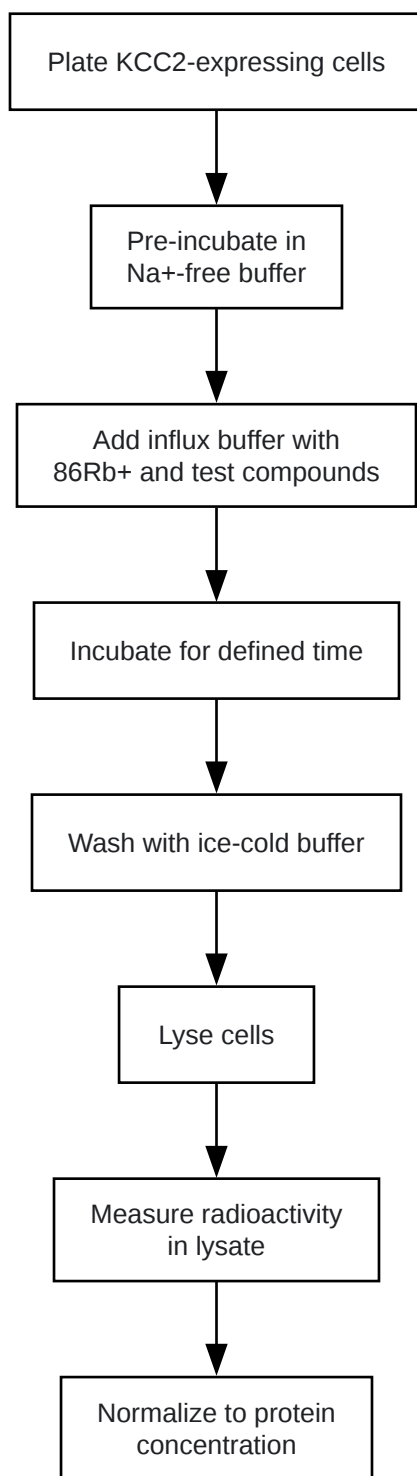 Plate KCC2-expressing cells
Pre-incubate in
Na+-free buffer
Add influx buffer with
86Rb+ and test compounds
Incubate for defined time
Wash with ice-cold buffer
Lyse cells
Measure radioactivity
in lysate
Normalize to protein
concentration